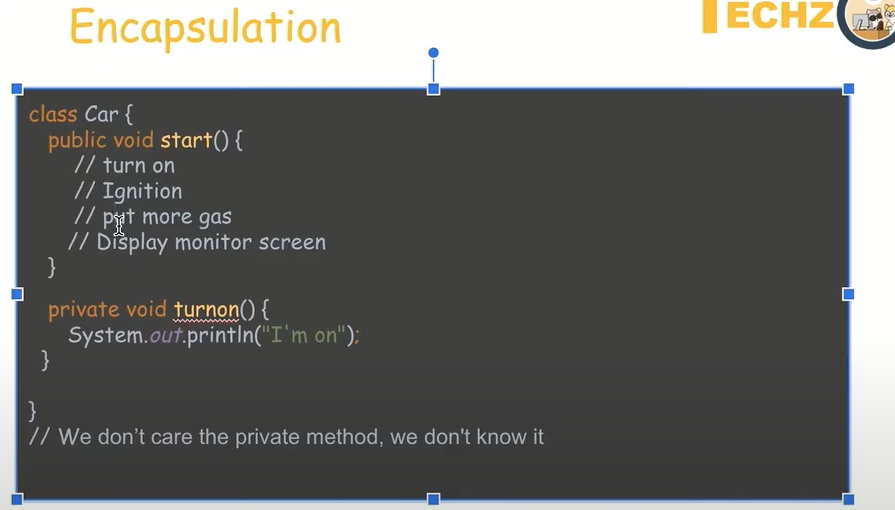 Encapsulation
TECHZ
class Car {
public void start() {
// turn on
// Ignition
// put more gas
// Display monitor screen
}
private void turnon() {
System.out.println("I'm on");
}
}
// We don’t care the private method, we don't know it